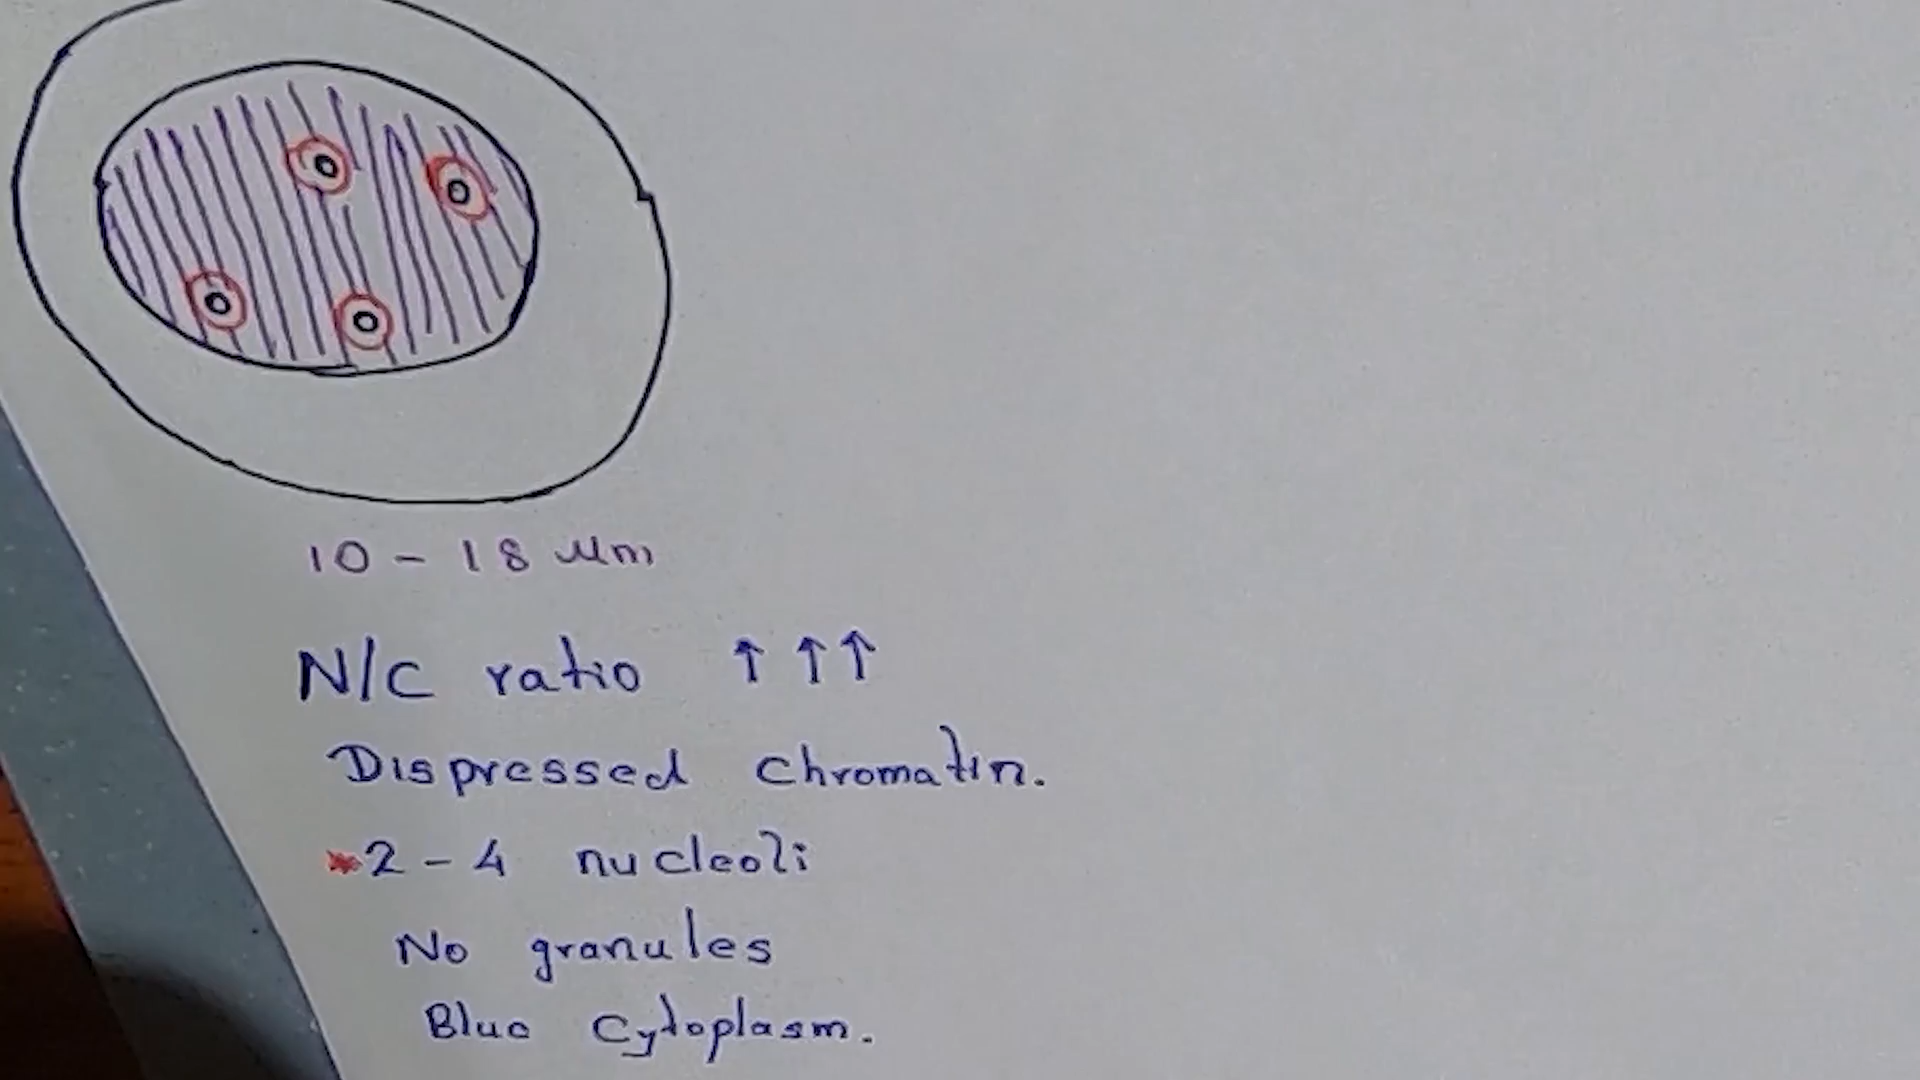 10 - 18 μm
N/C ratio ↑ ↑ ↑
Dispressed chromatin.
*2 - 4 nucleoli
No granules
Blue Cytoplasm.